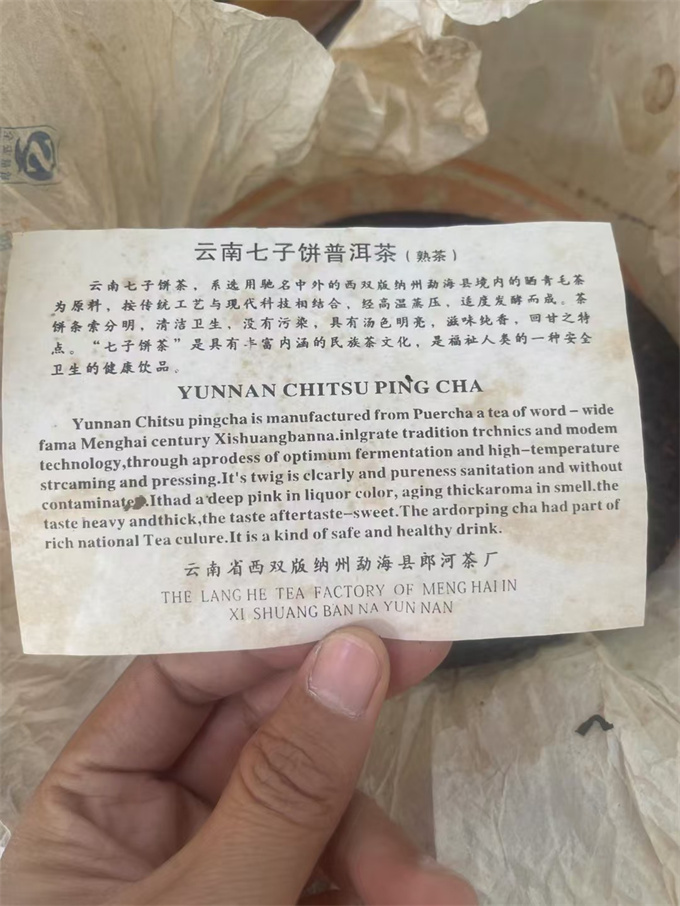 云南七子饼普洱茶（熟茶）
云南七子饼茶，系选用驰名中外的西双版纳州勐海县境内的晒青毛茶
为原料，按传统工艺与现代科技相结合，经高温蒸压，适度发酵而成。茶
饼条索分明，清洁卫生，没有污染，具有汤色明亮，滋味纯香，回甘之特
点。“七子饼茶”是具有丰富内涵的民族茶文化，是福祉人类的一种安全
卫生的健康饮品。
YUNNAN CHITSU PING CHA
Yunnan Chitsu pingcha is manufactured from Puercha a tea of word-wide
fama Menghai century Xishuangbanna.inlgrate tradition trchnics and modem
technology,through aprodess of optimum fermentation and high-temperature
strcaming and pressing.It's twig is clcarly and pureness sanitation and without
Ithad a deep pink in liquor color, aging thickaroma in smell.the
taste heavy andthick,the taste aftertaste-sweet.The ardorping cha had part of
rich national Tea culure.It is a kind of safe and healthy drink.
云南省西双版纳州勐海县郎河茶厂
THE LANG HE TEA FACTORY OF MENG HAI IN
XI SHUANG BAN NA YUN NAN